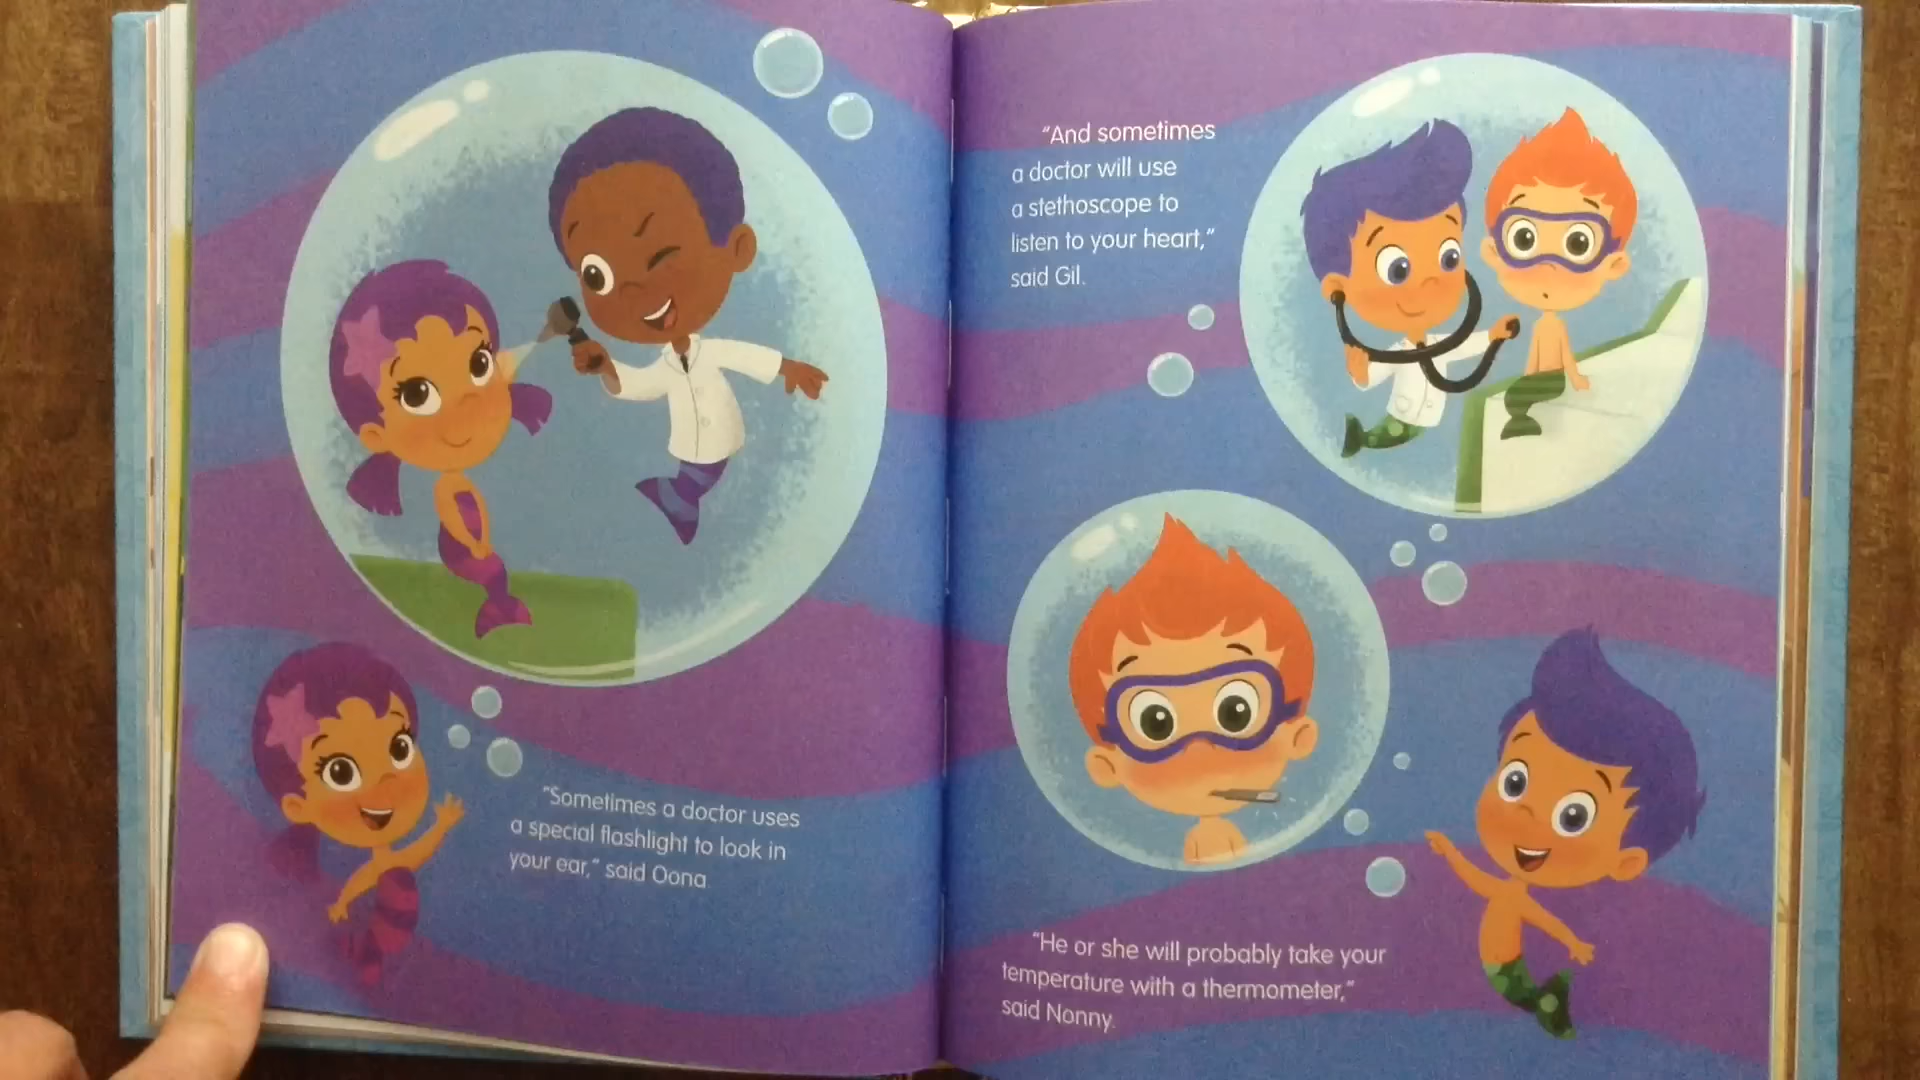 “Sometimes a doctor uses
a special flashlight to look in
your ear,” said Oona.
“And sometimes
a doctor will use
a stethoscope to
listen to your heart,”
said Gil.
“He or she will probably take your
temperature with a thermometer,”
said Nonny.